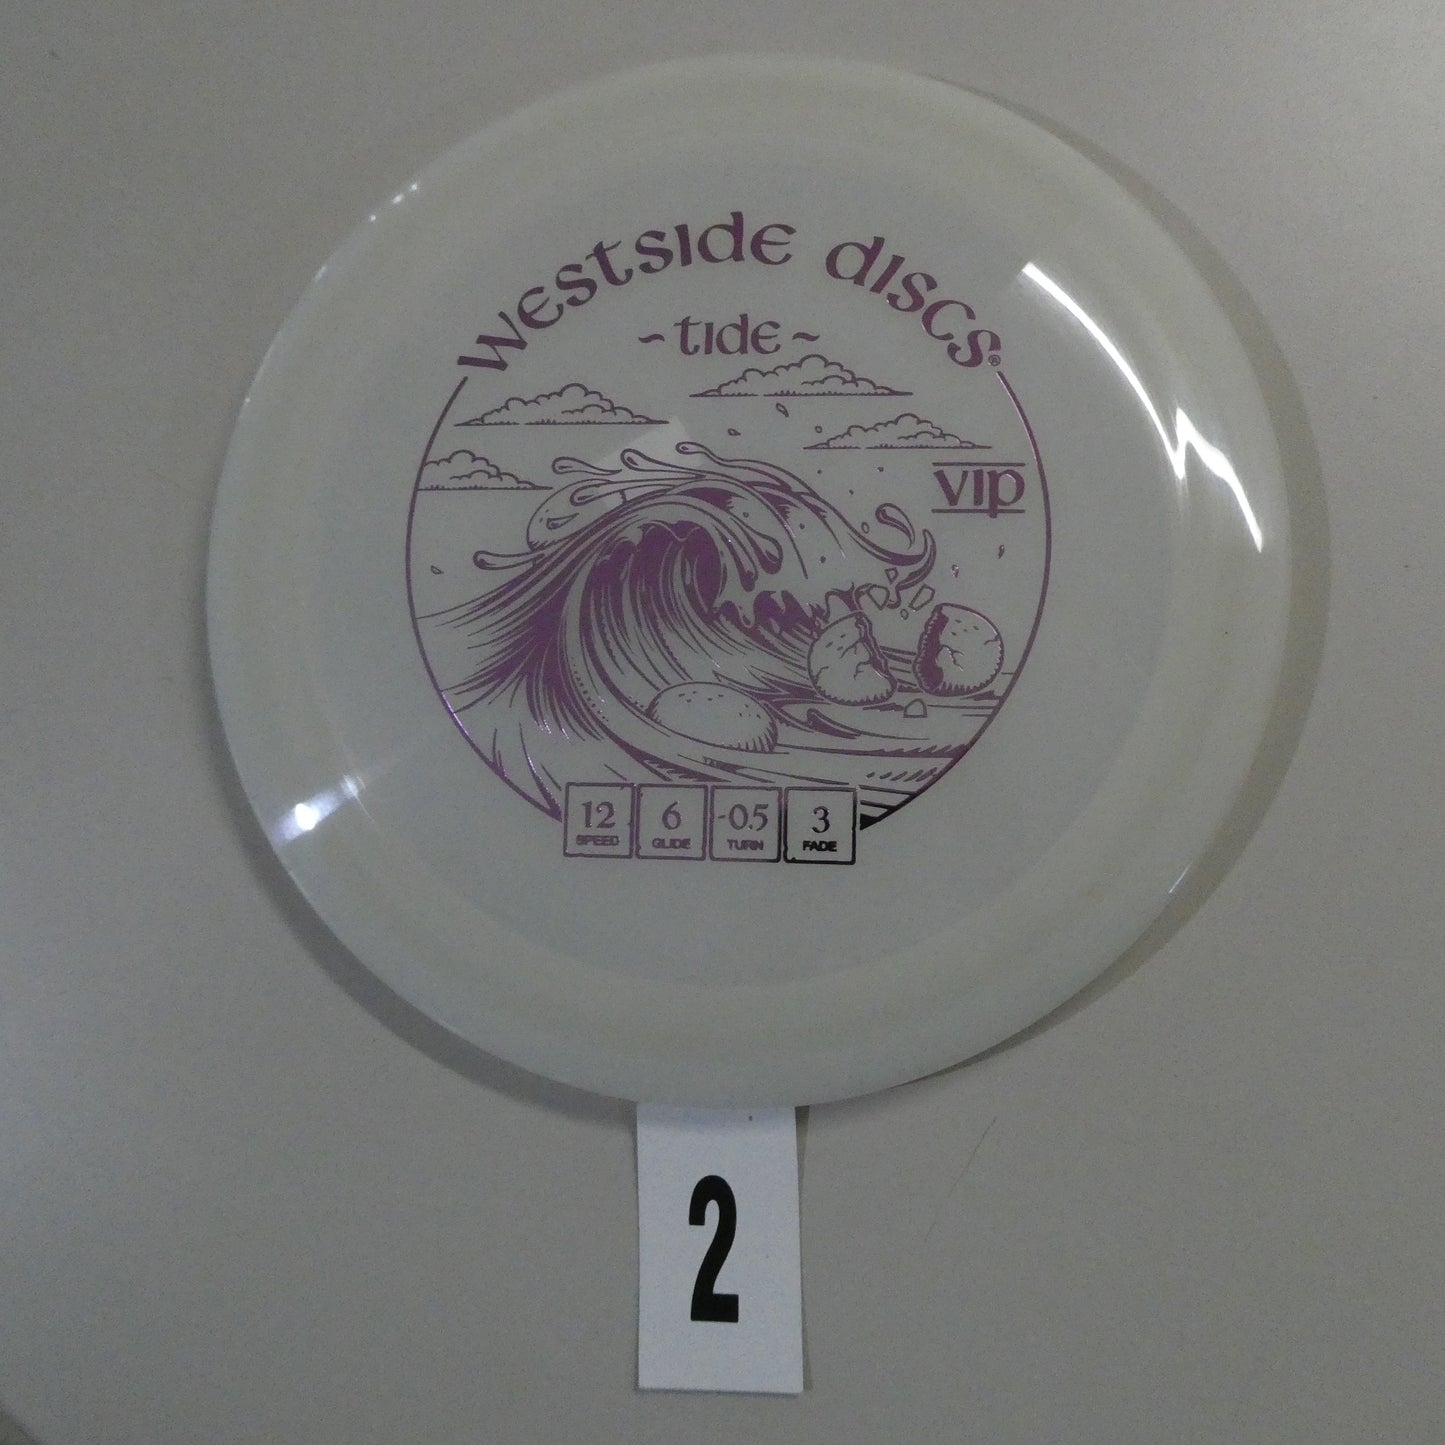 westside discs®
~tide~
VIP
12 6 -0.5 3
SPEED GLIDE TURN FADE
2